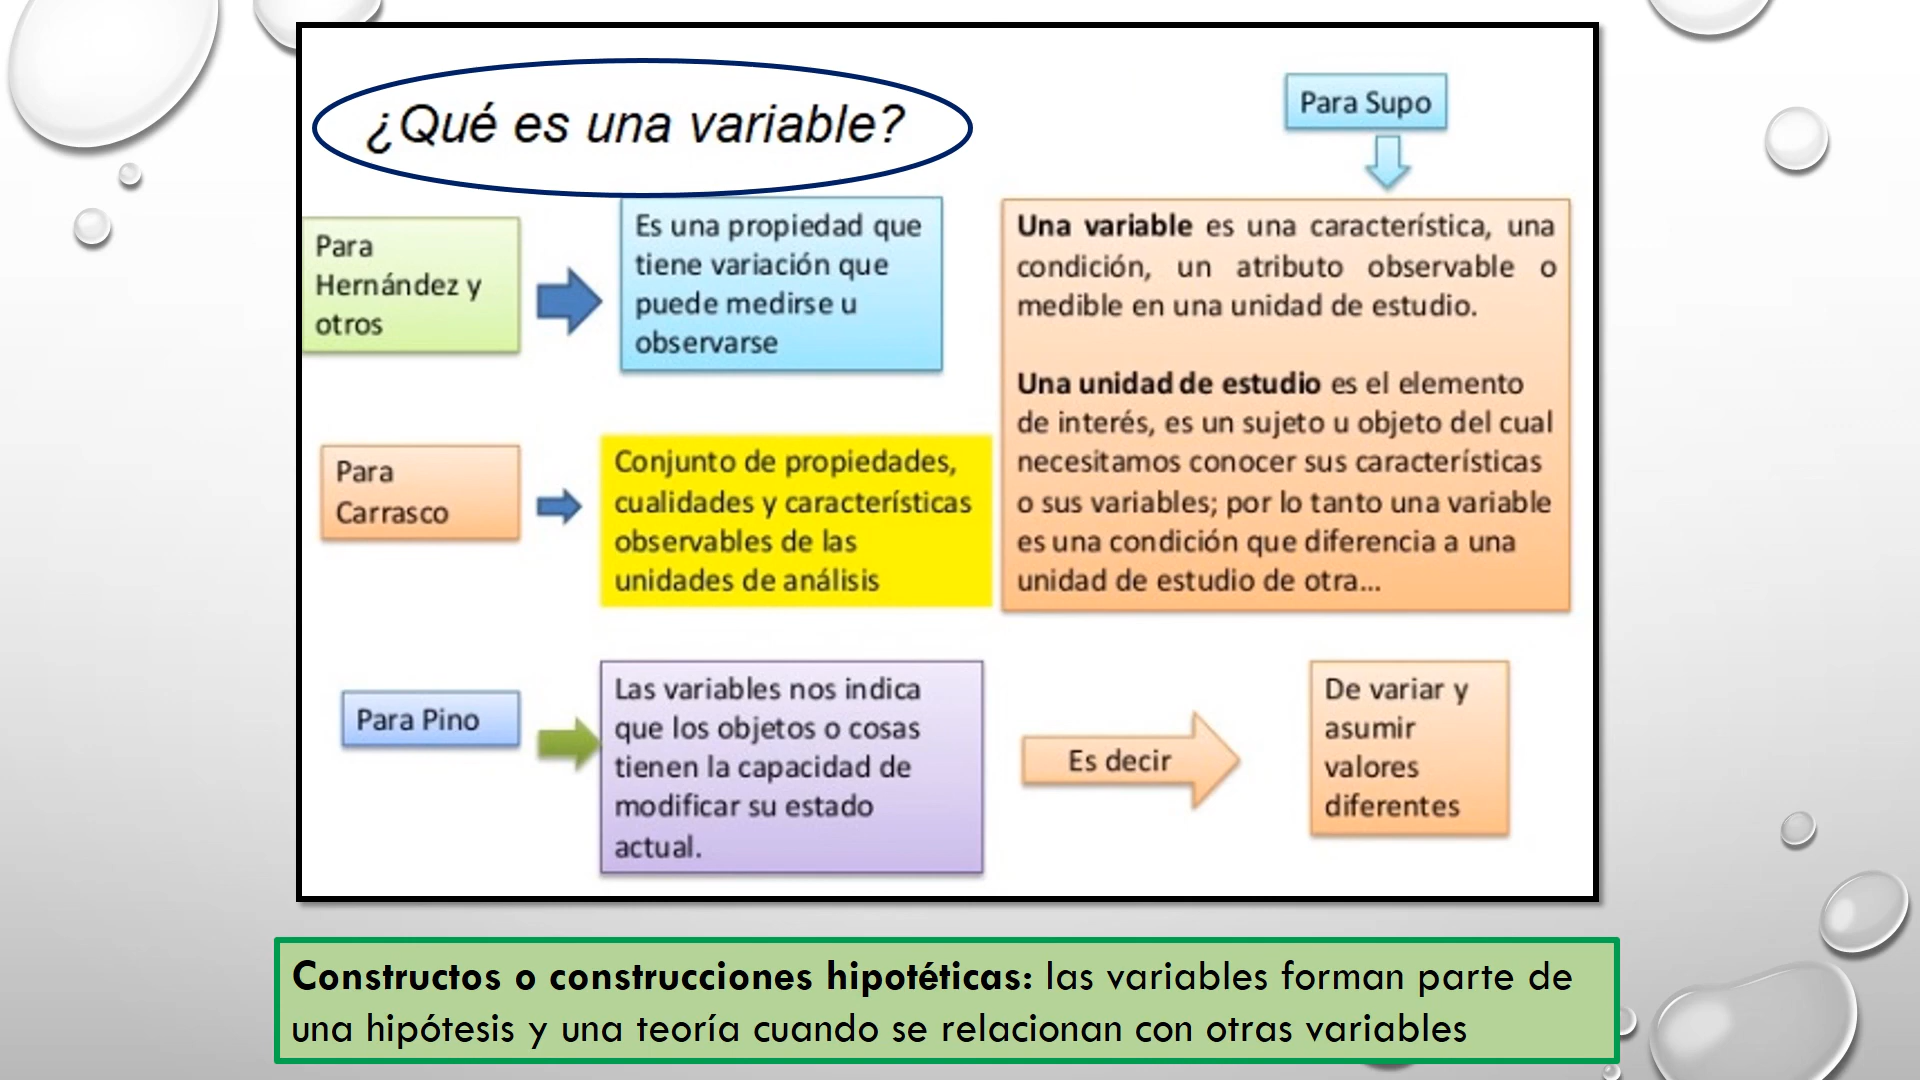 ¿Qué es una variable?
Para
Hernández y
otros
Es una propiedad que
tiene variación que
puede medirse u
observarse
Para
Carrasco
Conjunto de propiedades,
cualidades y características
observables de las
unidades de análisis
Para Pino
Las variables nos indica
que los objetos o cosas
tienen la capacidad de
modificar su estado
actual.
Es decir
De variar y
asumir
valores
diferentes
Para Supo
Una variable es una característica, una
condición, un atributo observable o
medible en una unidad de estudio.
Una unidad de estudio es el elemento
de interés, es un sujeto u objeto del cual
necesitamos conocer sus características
o sus variables; por lo tanto una variable
es una condición que diferencia a una
unidad de estudio de otra...
Constructos o construcciones hipotéticas: las variables forman parte de
una hipótesis y una teoría cuando se relacionan con otras variables